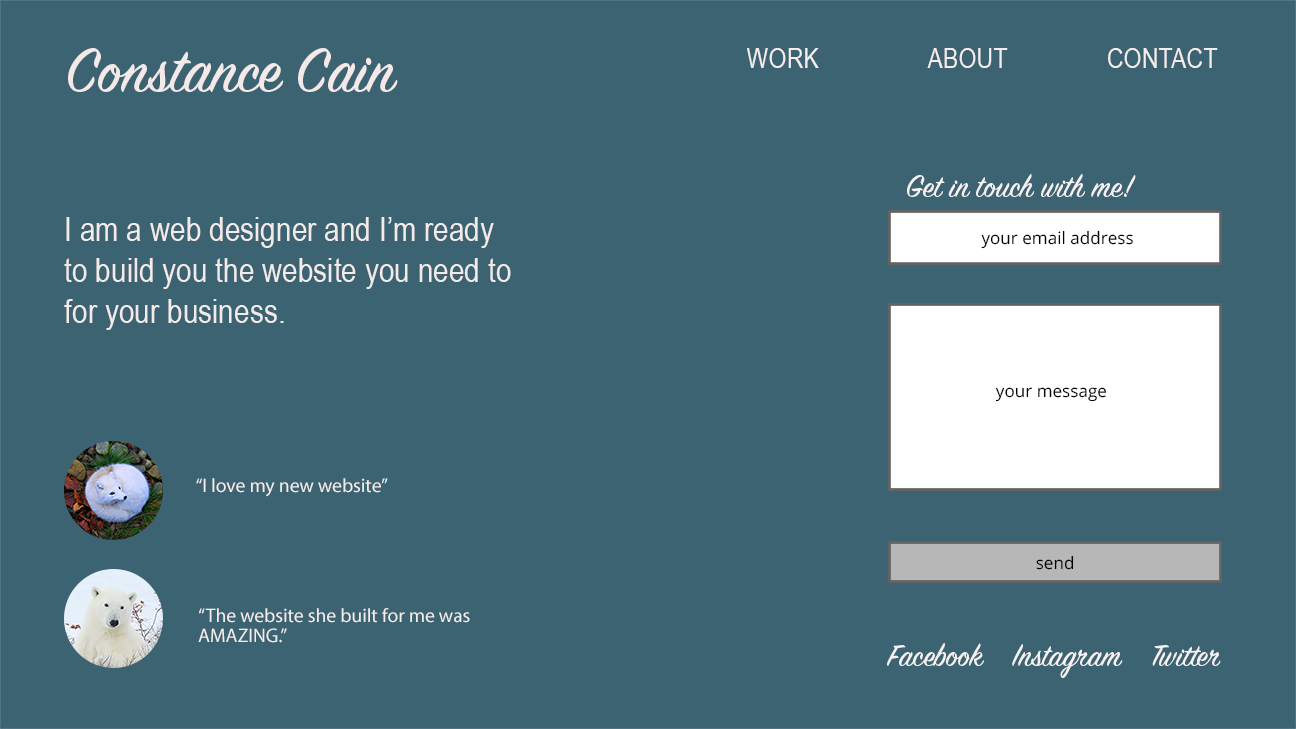 Constance Cain
WORK
ABOUT
CONTACT
I am a web designer and I’m ready
to build you the website you need to
for your business.
“I love my new website”
“The website she built for me was
AMAZING.”
Get in touch with me!
your email address
your message
send
Facebook
Instagram
Twitter